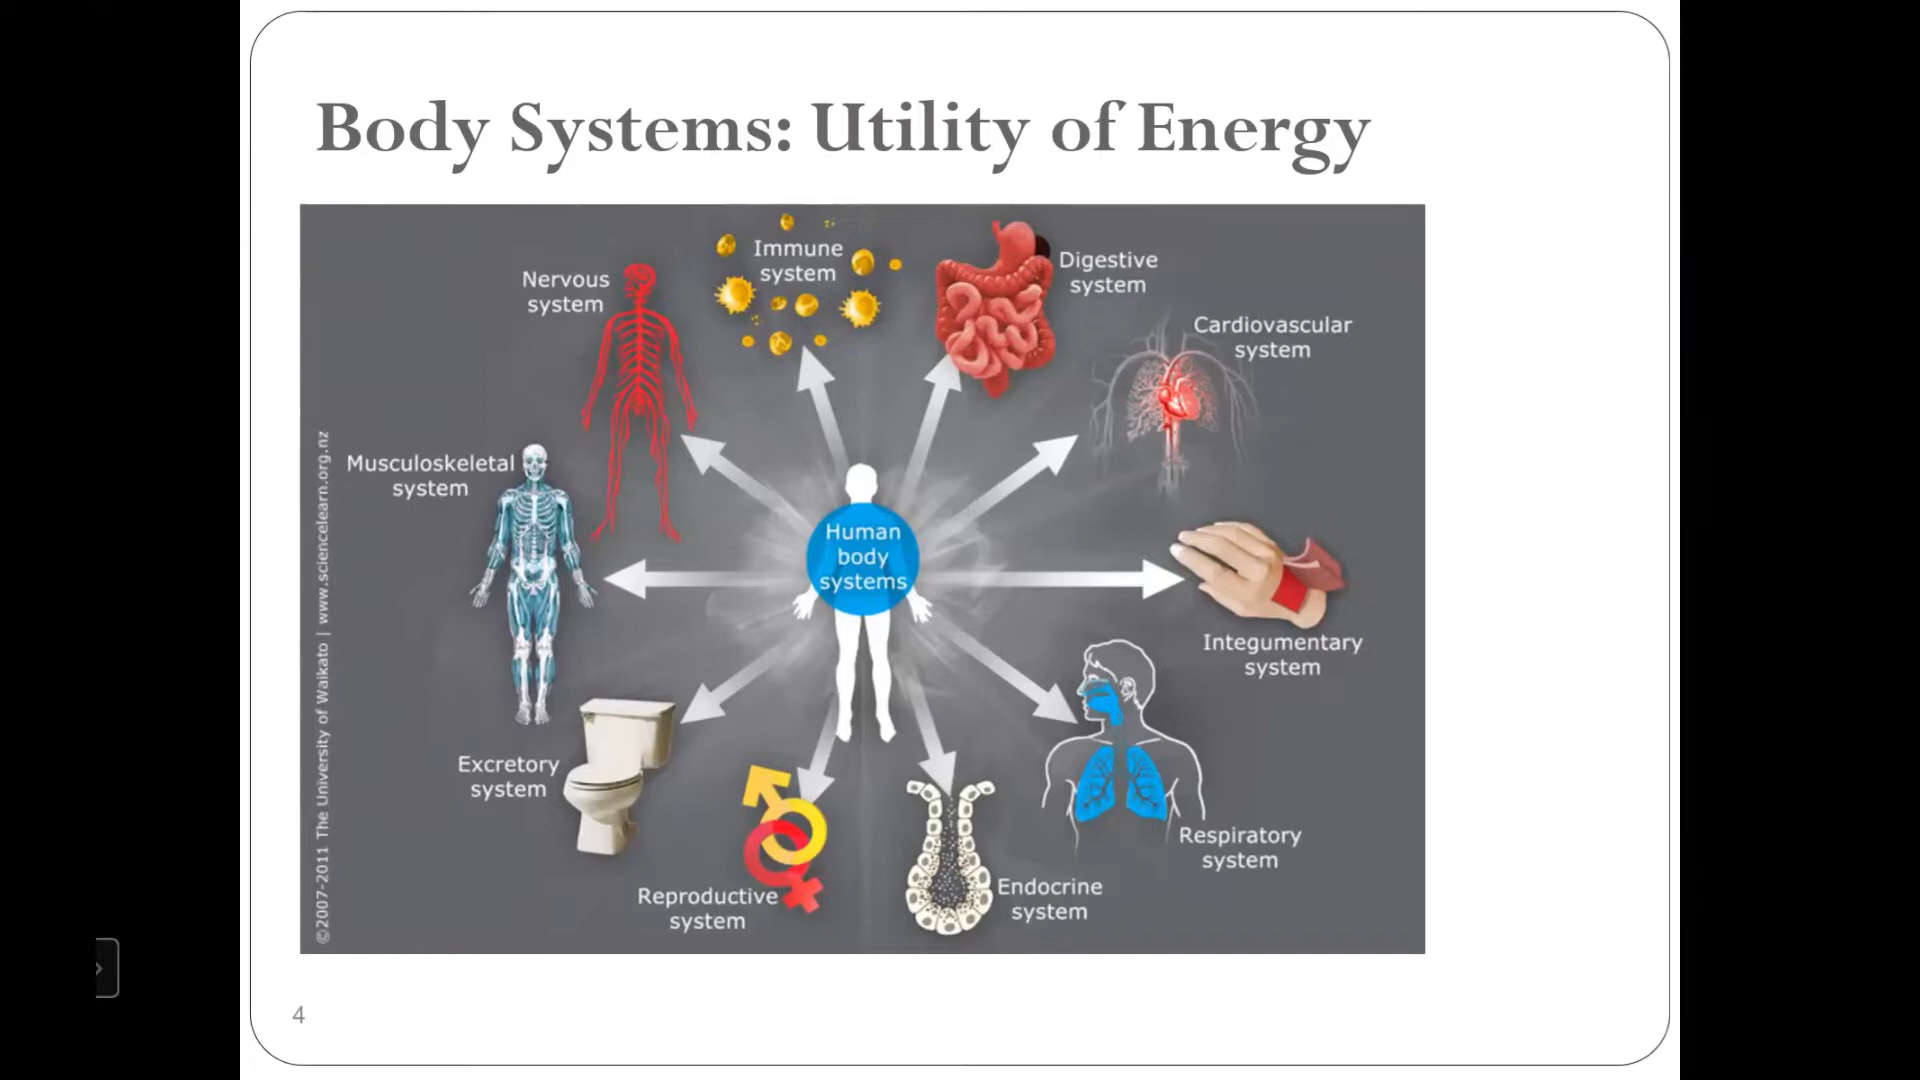 Body Systems: Utility of Energy
Immune
system
Digestive
system
Nervous
system
Cardiovascular
system
Musculoskeletal
system
Human
body
systems
Integumentary
system
Excretory
system
Respiratory
system
Reproductive
system
Endocrine
system
©2007-2011 The University of Waikato | www.sciencelearn.org.nz
4